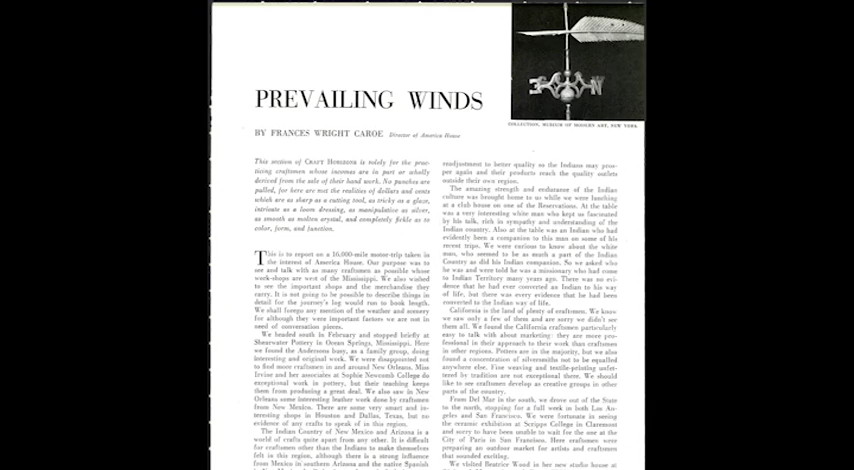 E N
COLLECTION, MUSEUM OF MODERN ART, NEW YORK.
PREVAILING WINDS
BY FRANCES WRIGHT CAROE Director of America House
This section of CRAFT HORIZONS is solely for the prac-
ticing craftsmen whose incomes are in part or wholly
derived from the sale of their hand work. No punches are
pulled, for here are met the realities of dollars and cents
which are as sharp as a cutting tool, as tricky as a glaze,
intricate as a loom dressing, as manipulative as silver,
as smooth as molten crystal, and completely fickle as to
color, form, and function.
This is to report on a 16,000-mile motor-trip taken in
the interest of America House. Our purpose was to
see and talk with as many craftsmen as possible whose
work-shops are west of the Mississippi. We also wished
to see the important shops and the merchandise they
carry. It is not going to be possible to describe things in
detail for the journey's log would run to book length.
We shall forego any mention of the weather and scenery
for although they were important factors we are not in
need of conversation pieces.
We headed south in February and stopped briefly at
Shearwater Pottery in Ocean Springs, Mississippi. Here
we found the Andersons busy, as a family group, doing
interesting and original work. We were disappointed not
to find more craftsmen in and around New Orleans. Miss
Irvine and her associates at Sophie Newcomb College do
exceptional work in pottery, but their teaching keeps
them from producing a great deal. We also saw in New
Orleans some interesting leather work done by craftsmen
from New Mexico. There are some very smart and in-
teresting shops in Houston and Dallas, Texas, but no
evidence of any crafts to speak of in this region.
The Indian Country of New Mexico and Arizona is a
world of crafts quite apart from any other. It is difficult
for craftsmen other than the Indians to make themselves
felt in this region, although there is a strong influence
from Mexico in southern Arizona and the native Spanish
readjustment to better quality so the Indians may pros-
per again and their products reach the quality outlets
outside their own region.
The amazing strength and endurance of the Indian
culture was brought home to us while we were lunching
at a club house on one of the Reservations. At the table
was a very interesting white man who kept us fascinated
by his talk, rich in sympathy and understanding of the
Indian country. Also at the table was an Indian who had
evidently been a companion to this man on some of his
recent trips. We were curious to know about the white
man, who seemed to be as much a part of the Indian
Country as did his Indian companion. So we asked who
he was and were told he was a missionary who had come
to Indian Territory many years ago. There was no evi-
dence that he had ever converted an Indian to his way
of life, but there was every evidence that he had been
converted to the Indian way of life.
California is the land of plenty of craftsmen. We know
we saw only a few of them and are sorry we didn't see
them all. We found the California craftsmen particularly
easy to talk with about marketing: they are more pro-
fessional in their approach to their work than craftsmen
in other regions. Potters are in the majority, but we also
found a concentration of silversmiths not to be equalled
anywhere else. Fine weaving and textile-printing unfet-
tered by tradition are not exceptional there. We should
like to see craftsmen develop as creative groups in other
parts of the country.
From Del Mar in the south, we drove out of the State
to the north, stopping for a full week in both Los An-
geles and San Francisco. We were fortunate in seeing
the ceramic exhibition at Scripps College in Claremont
and sorry to have been unable to wait for the one at the
City of Paris in San Francisco. Here craftsmen were
preparing an outdoor market for artists and craftsmen
that sounded exciting.
We visited Beatrice Wood in her new studio house at